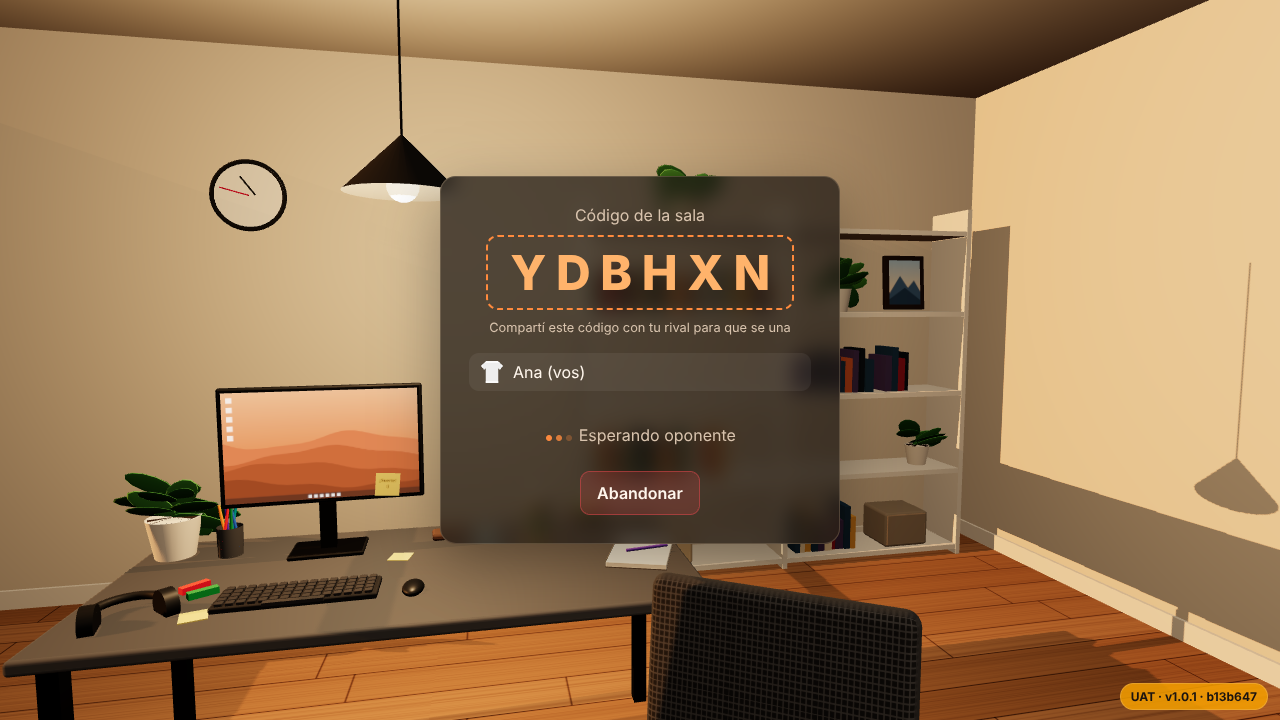 Código de la sala
YDBHXN
Compartí este código con tu rival para que se una
Ana (vos)
Esperando oponente
Abandonar
UAT · v1.0.1 · b13b647